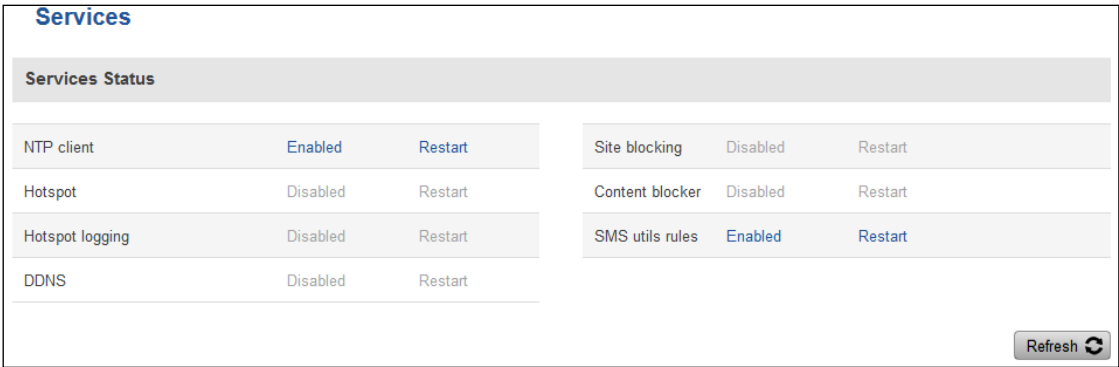 Services
Services Status
NTP client Enabled Restart
Hotspot Disabled Restart
Hotspot logging Disabled Restart
DDNS Disabled Restart
Site blocking Disabled Restart
Content blocker Disabled Restart
SMS utils rules Enabled Restart
Refresh